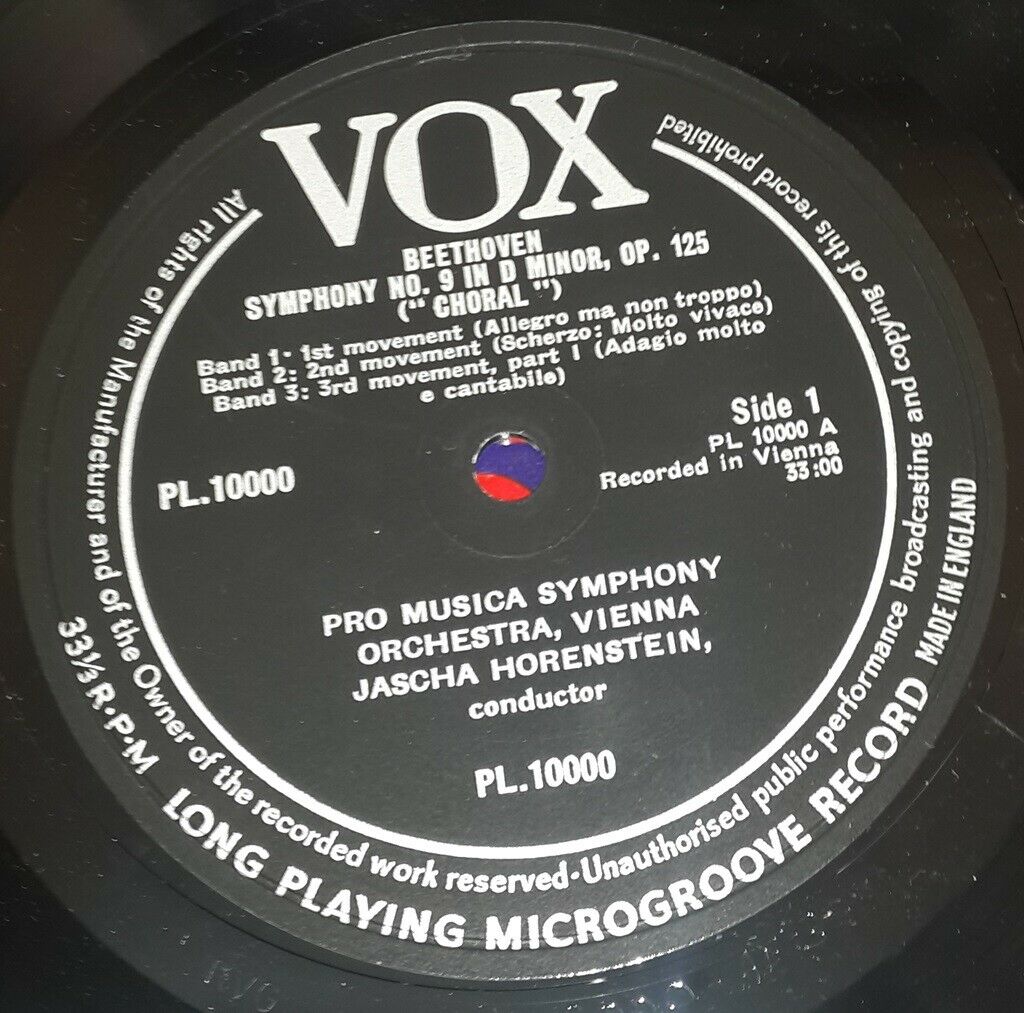 VOX
BEETHOVEN
SYMPHONY NO. 9 IN D MINOR, OP. 125
(" CHORAL ")
Band 1: 1st movement (Allegro ma non troppo)
Band 2: 2nd movement (Scherzo: Molto vivace)
Band 3: 3rd movement, part I (Adagio molto
e cantabile)
Side 1
PL 10000 A
Recorded in Vienna
33:00
PL.10000
PRO MUSICA SYMPHONY
ORCHESTRA, VIENNA
JASCHA HORENSTEIN,
conductor
PL.10000
All rights of the Manufacturer and of the Owner of the recorded work reserved·Unauthorised public performance broadcasting and copying of this record prohibited
33⅓ R·P·M LONG PLAYING MICROGROOVE RECORD MADE IN ENGLAND